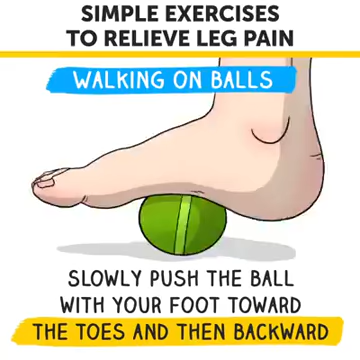 SIMPLE EXERCISES
TO RELIEVE LEG PAIN
WALKING ON BALLS
SLOWLY PUSH THE BALL
WITH YOUR FOOT TOWARD
THE TOES AND THEN BACKWARD